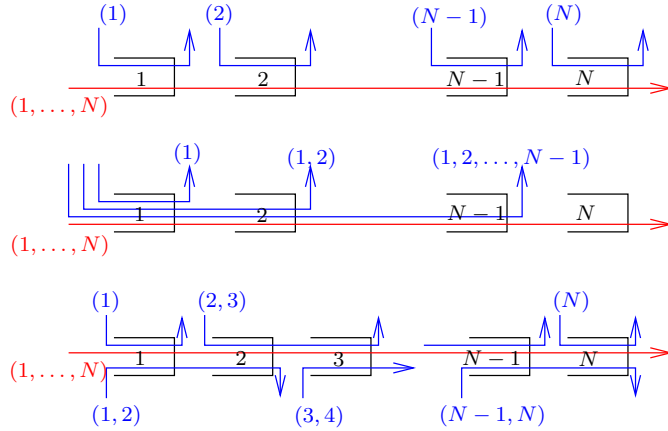 (1) (2) (N − 1) (N)
1 2 N − 1 N
(1, . . . , N)
(1) (1, 2) (1, 2, . . . , N − 1)
1 2 N − 1 N
(1, . . . , N)
(1) (2, 3) (N)
1 2 3 N − 1 N
(1, . . . , N)
(1, 2) (3, 4) (N−1, N)